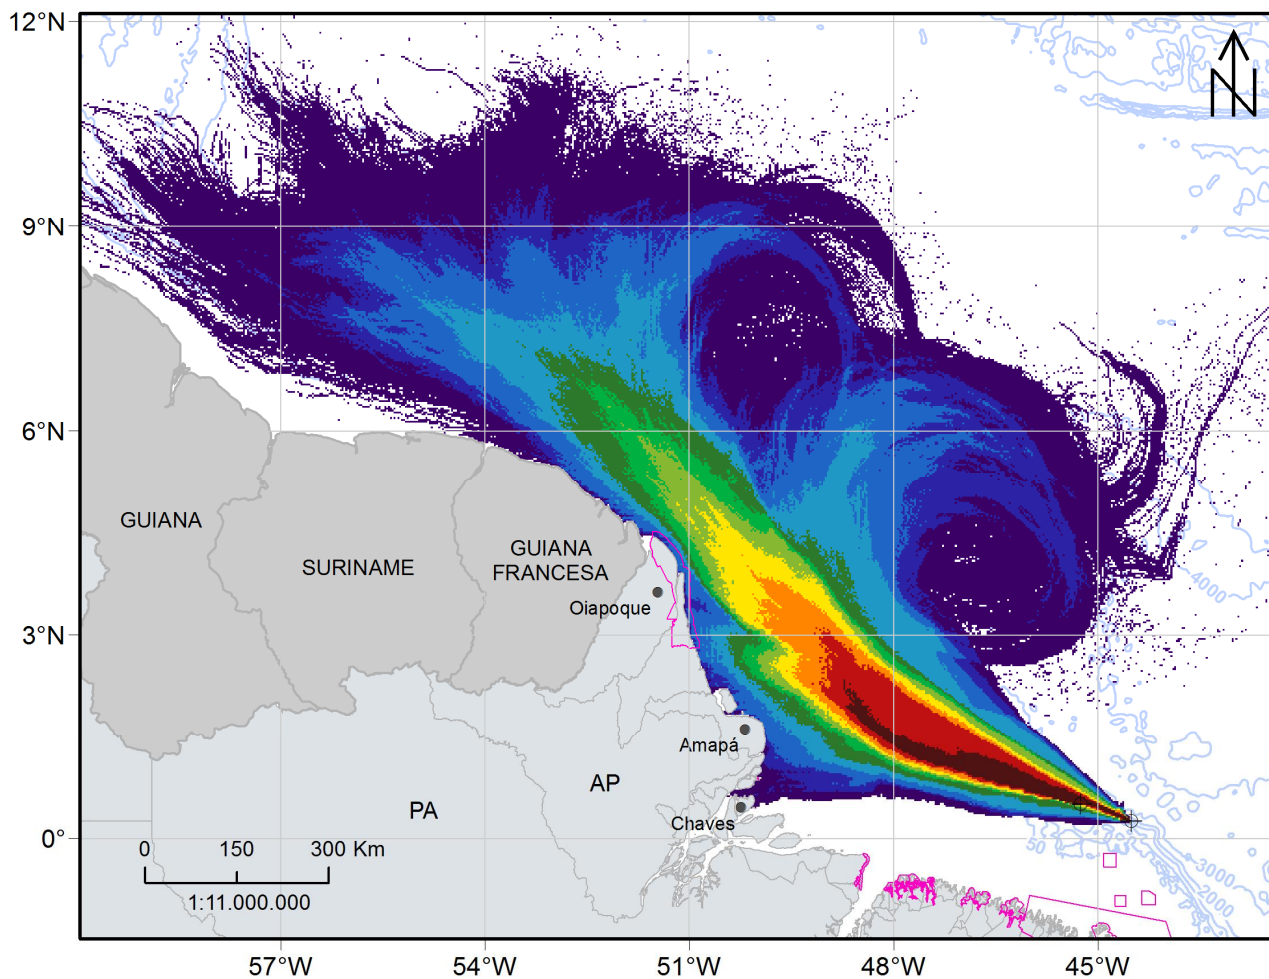 12°N
N
9°N
6°N
4000
GUIANA
GUIANA
FRANCESA
SURINAME
Oiapoque
3°N
Amapá
AP
PA
Chaves
0°
0 150 300 Km
50
3000
2000
1:11.000.000
57°W 54°W 51°W 48°W 45°W